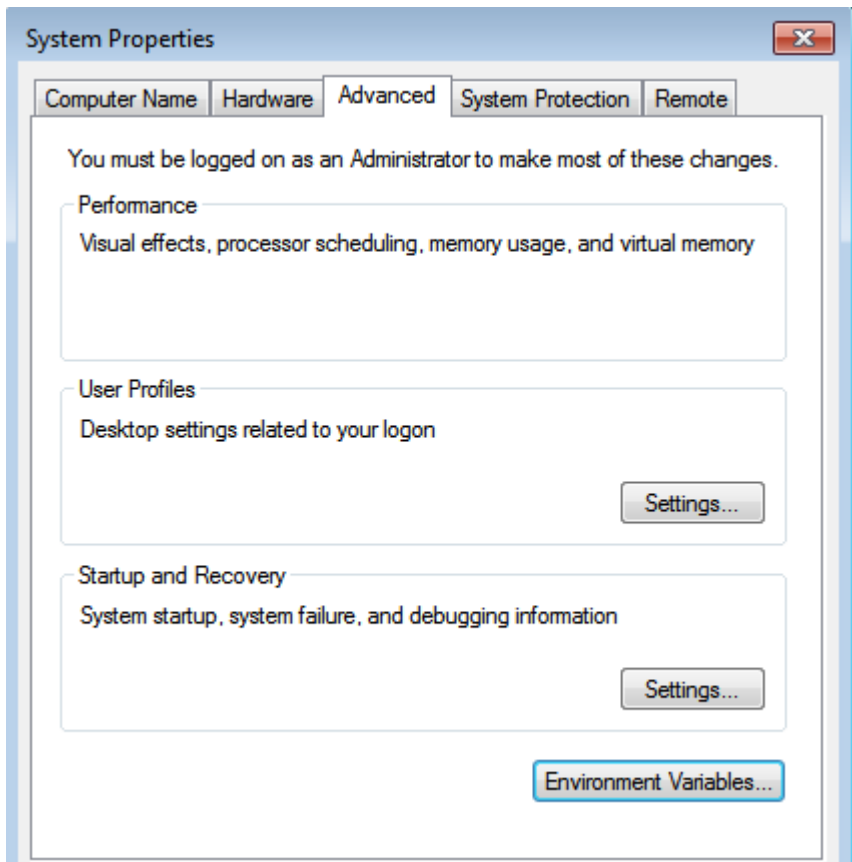 System Properties
Computer Name Hardware Advanced System Protection Remote
You must be logged on as an Administrator to make most of these changes.
Performance
Visual effects, processor scheduling, memory usage, and virtual memory
User Profiles
Desktop settings related to your logon
Settings...
Startup and Recovery
System startup, system failure, and debugging information
Settings...
Environment Variables...